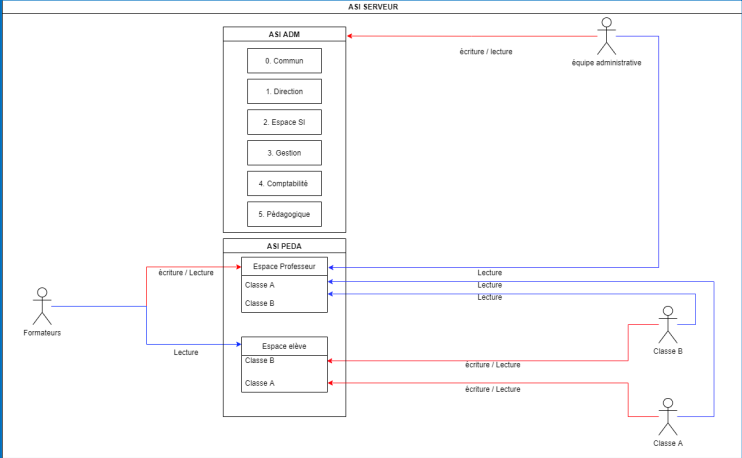 ASI SERVEUR
ASI ADM
0. Commun
1. Direction
2. Espace SI
3. Gestion
4. Comptabilité
5. Pédagogique
écriture / lecture
équipe administrative
ASI PEDA
Espace Professeur
Classe A
Classe B
écriture / Lecture
Lecture
Lecture
Lecture
Formateurs
Lecture
Espace elève
Classe B
Classe A
écriture / Lecture
Classe B
écriture / Lecture
Classe A